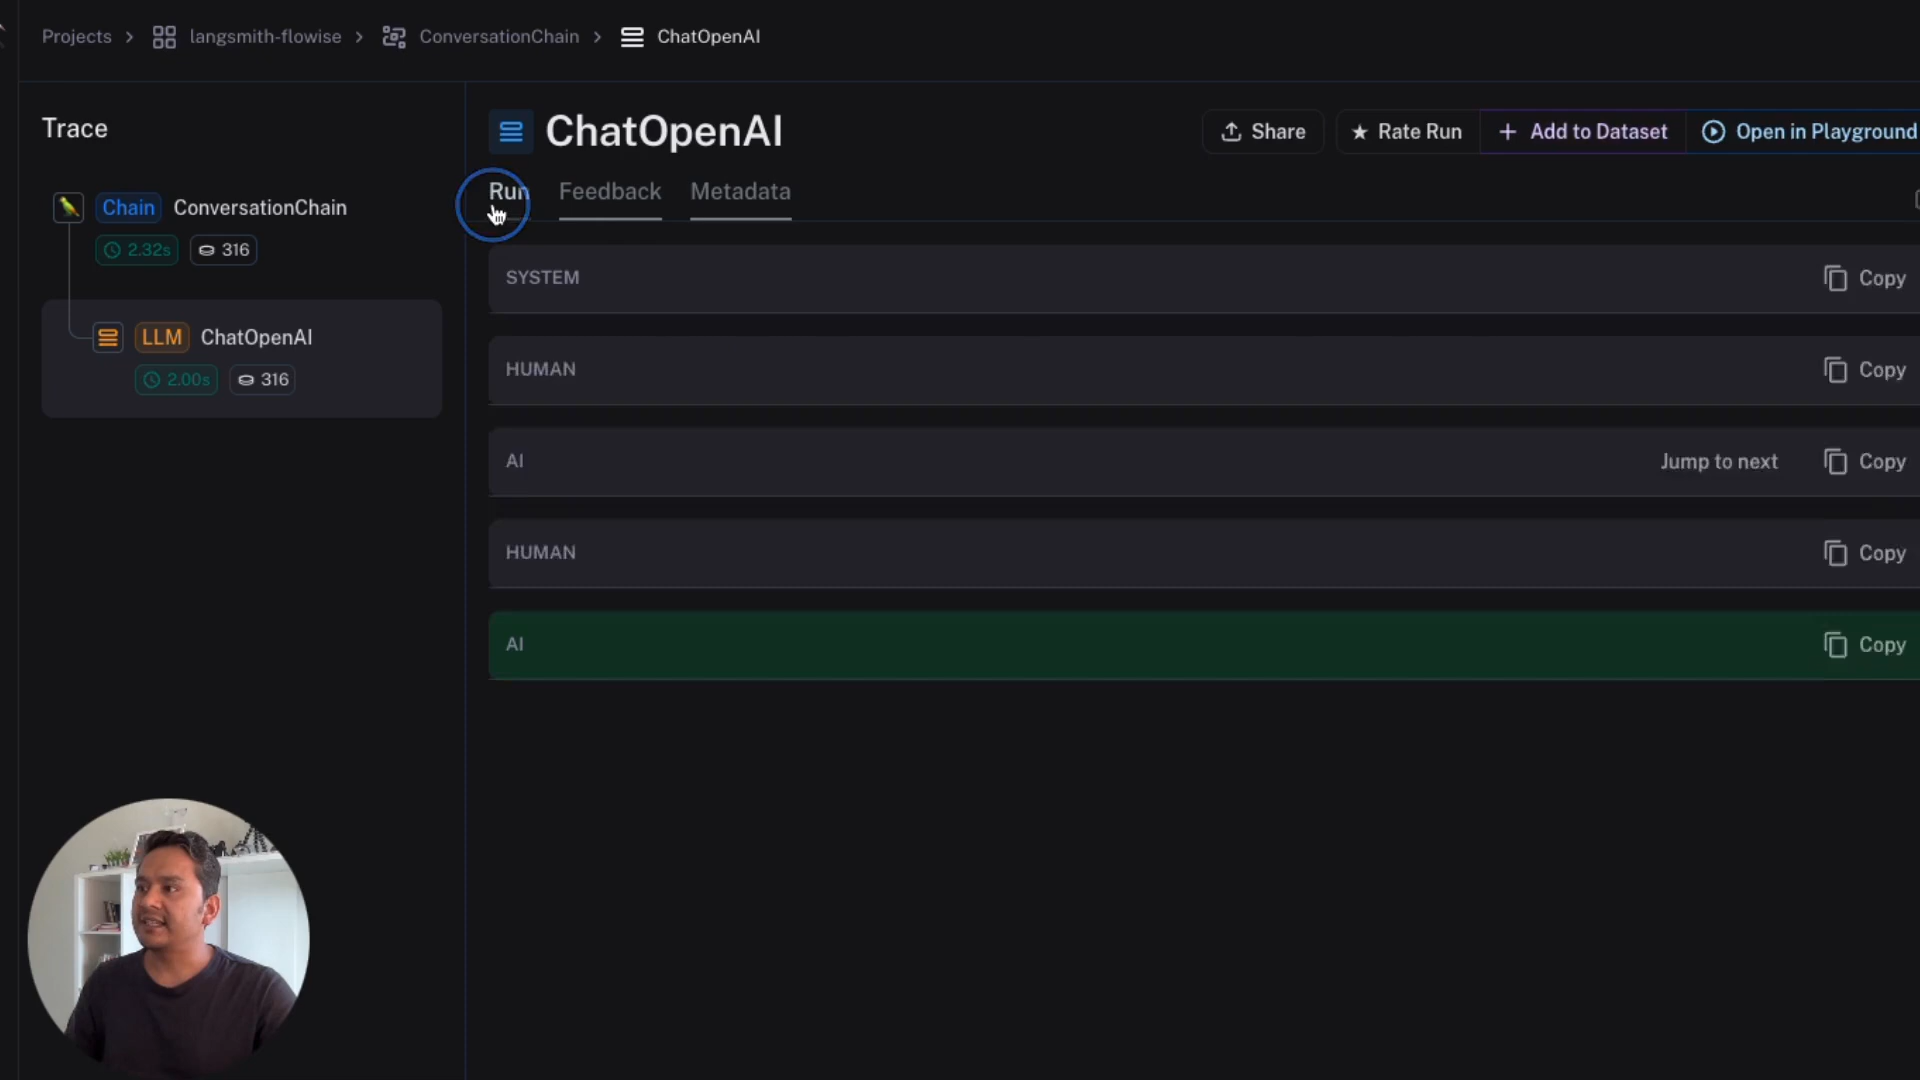 Projects > langsmith-flowise > ConversationChain > ChatOpenAI
Trace
Chain ConversationChain
2.32s 316
LLM ChatOpenAI
2.00s 316
ChatOpenAI
Share Rate Run + Add to Dataset Open in Playground
Run Feedback Metadata
SYSTEM Copy
HUMAN Copy
AI Jump to next Copy
HUMAN Copy
AI Copy